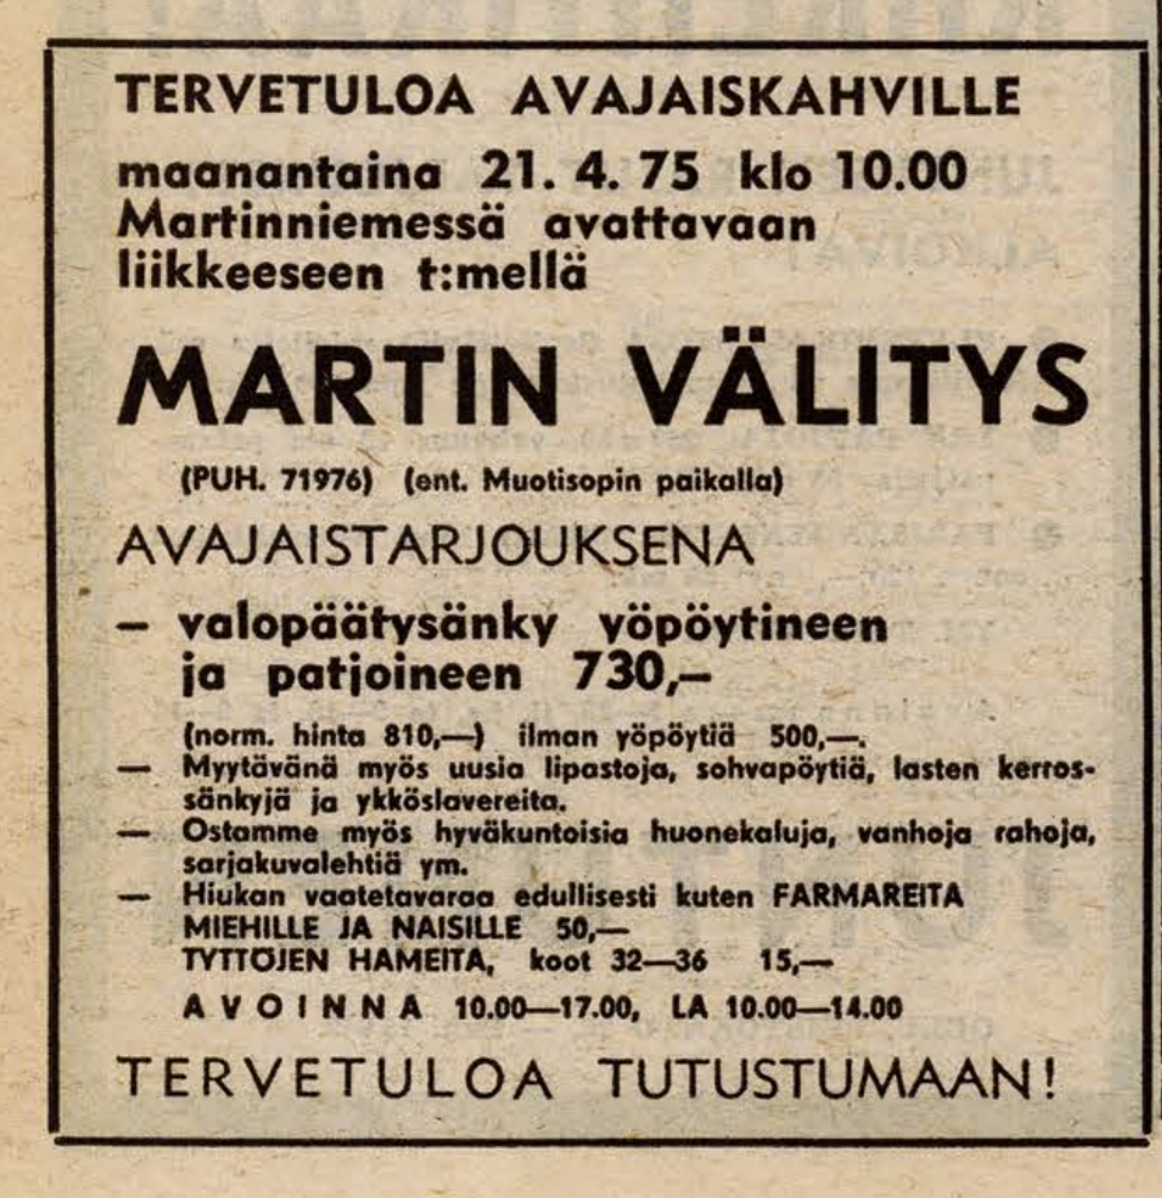 TERVETULOA AVAJAISKAHVILLE
maanantaina 21. 4. 75 klo 10.00
Martinniemessä avattavaan
liikkeeseen t:mellä
MARTIN VÄLITYS
(PUH. 71976) (ent. Muotisopin paikalla)
AVAJAISTARJOUKSENA
— valopäätysänky yöpöytineen
ja patjoineen 730,—
(norm. hinta 810,—) ilman yöpöytiä 500,—.
— Myytävänä myös uusia lipastoja, sohvapöytiä, lasten kerros-
sänkyjä ja ykköslavereita.
— Ostamme myös hyväkuntoisia huonekaluja, vanhoja rahoja,
sarjakuvalehtiä ym.
— Hiukan vaatetavaraa edullisesti kuten FARMAREITA
MIEHILLE JA NAISILLE 50,—
TYTTÖJEN HAMEITA, koot 32—36 15,—
AVOINNA 10.00—17.00, LA 10.00—14.00
TERVETULOA TUTUSTUMAAN!